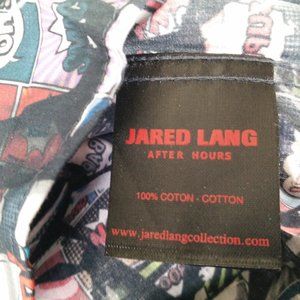 JARED LANG
AFTER HOURS
100% COTON - COTTON
www.jaredlangcollection.com